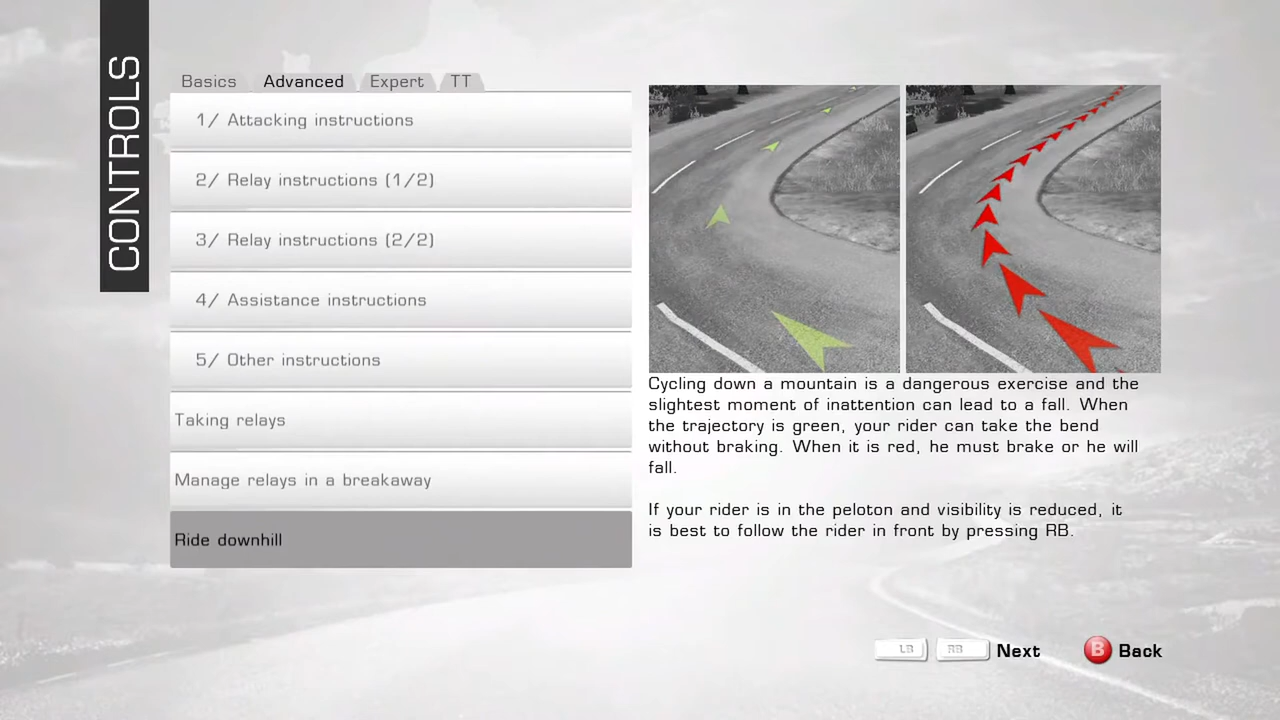 CONTROLS
Basics Advanced Expert TT
1/ Attacking instructions
2/ Relay instructions (1/2)
3/ Relay instructions (2/2)
4/ Assistance instructions
5/ Other instructions
Taking relays
Manage relays in a breakaway
Ride downhill
Cycling down a mountain is a dangerous exercise and the
slightest moment of inattention can lead to a fall. When
the trajectory is green, your rider can take the bend
without braking. When it is red, he must brake or he will
fall.
If your rider is in the peloton and visibility is reduced, it
is best to follow the rider in front by pressing RB.
LB RB Next B Back